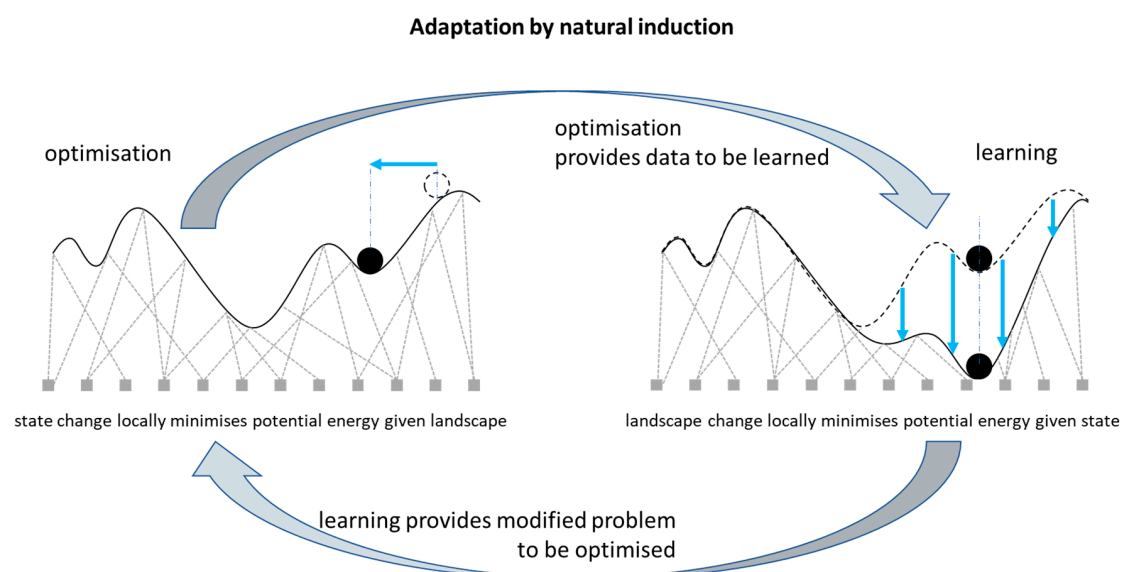 Adaptation by natural induction
optimisation
optimisation
provides data to be learned
learning
state change locally minimises potential energy given landscape
landscape change locally minimises potential energy given state
learning provides modified problem
to be optimised